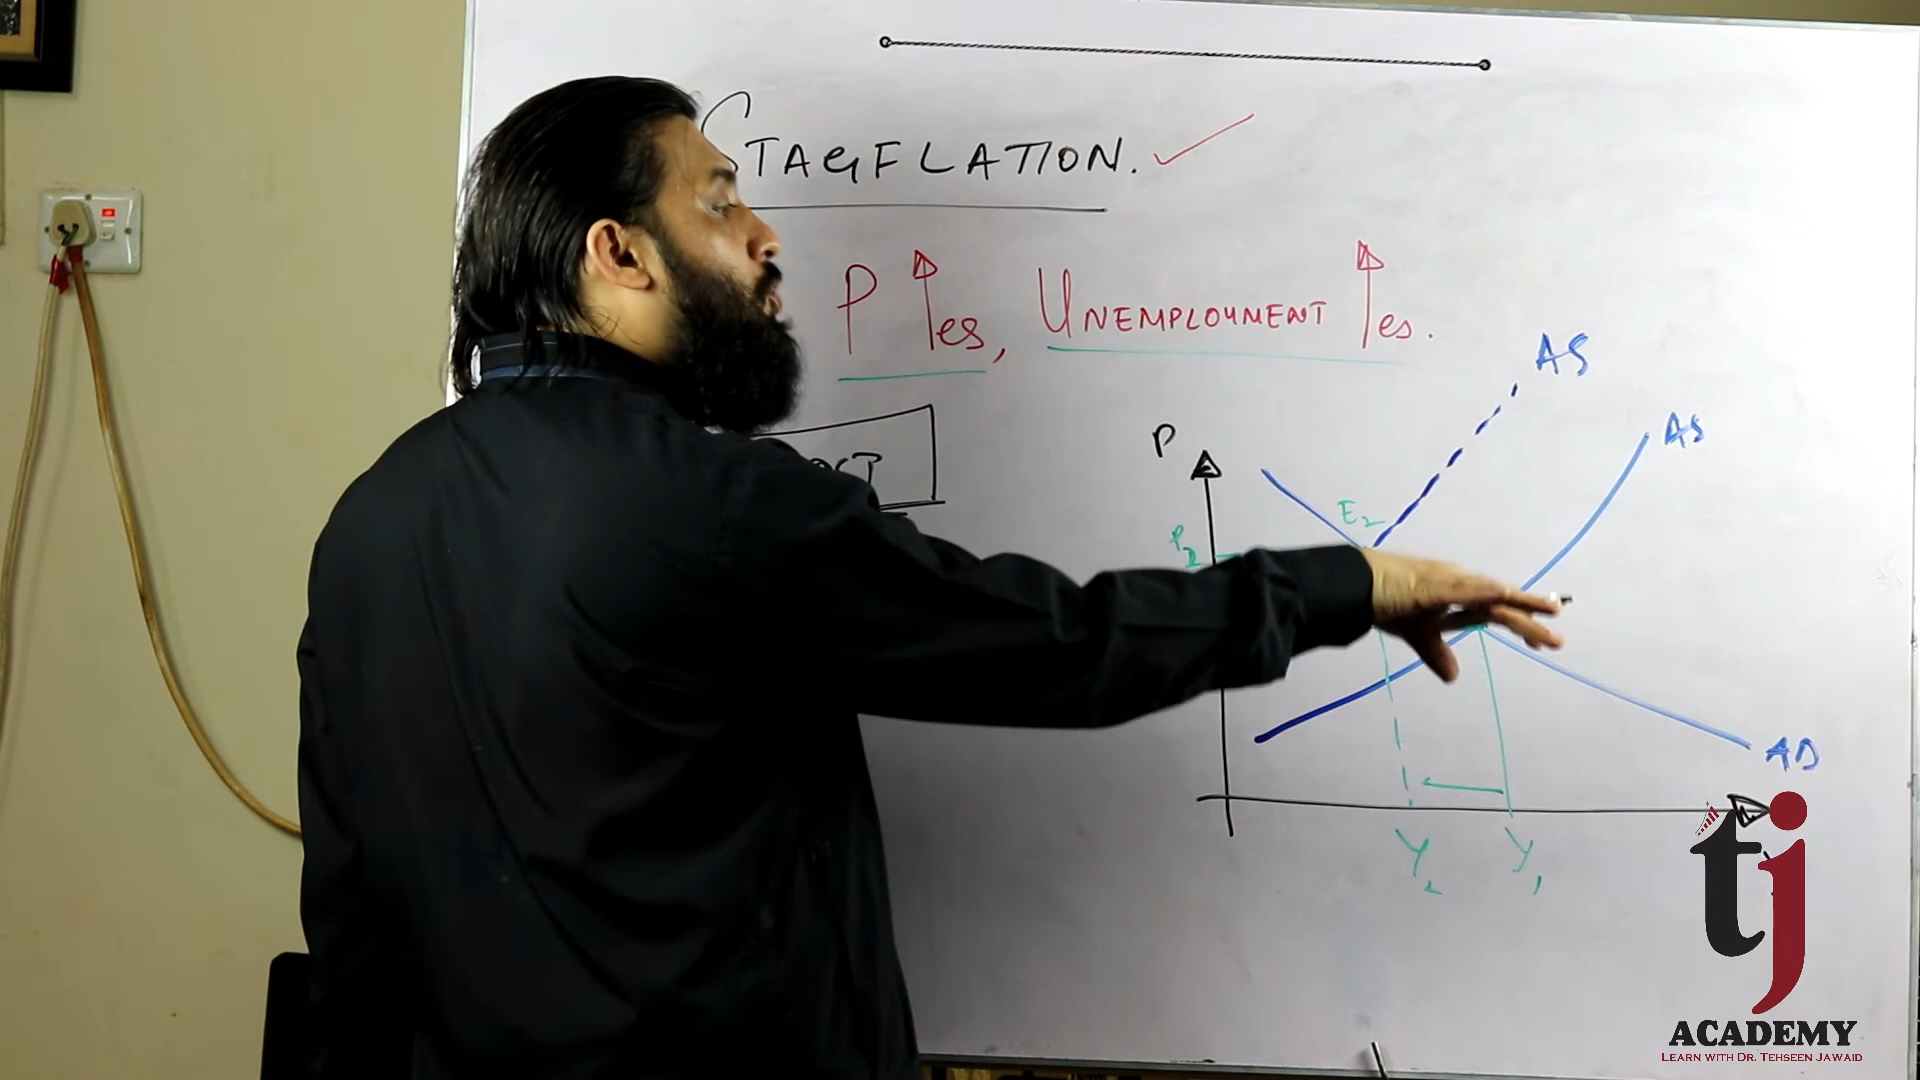 STAGFLATION.
P ↑es, UNEMPLOYMENT ↑es.
AS
AS
P
E2
P2
AD
Y2
Y1
tj
ACADEMY
LEARN WITH DR. TEHSEEN JAWAID